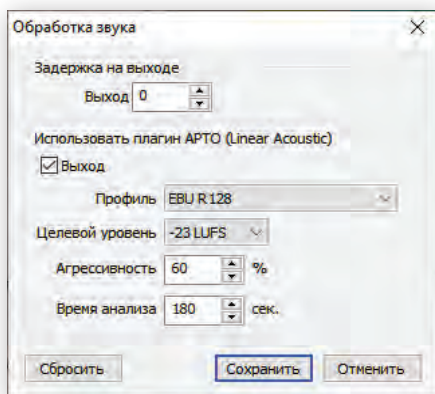 Обработка звука
Задержка на выходе
Выход 0
Использовать плагин АРТО (Linear Acoustic)
Выход
Профиль EBU R128
Целевой уровень -23 LUFS
Агрессивность 60 %
Время анализа 180 сек.
Сбросить Сохранить Отменить